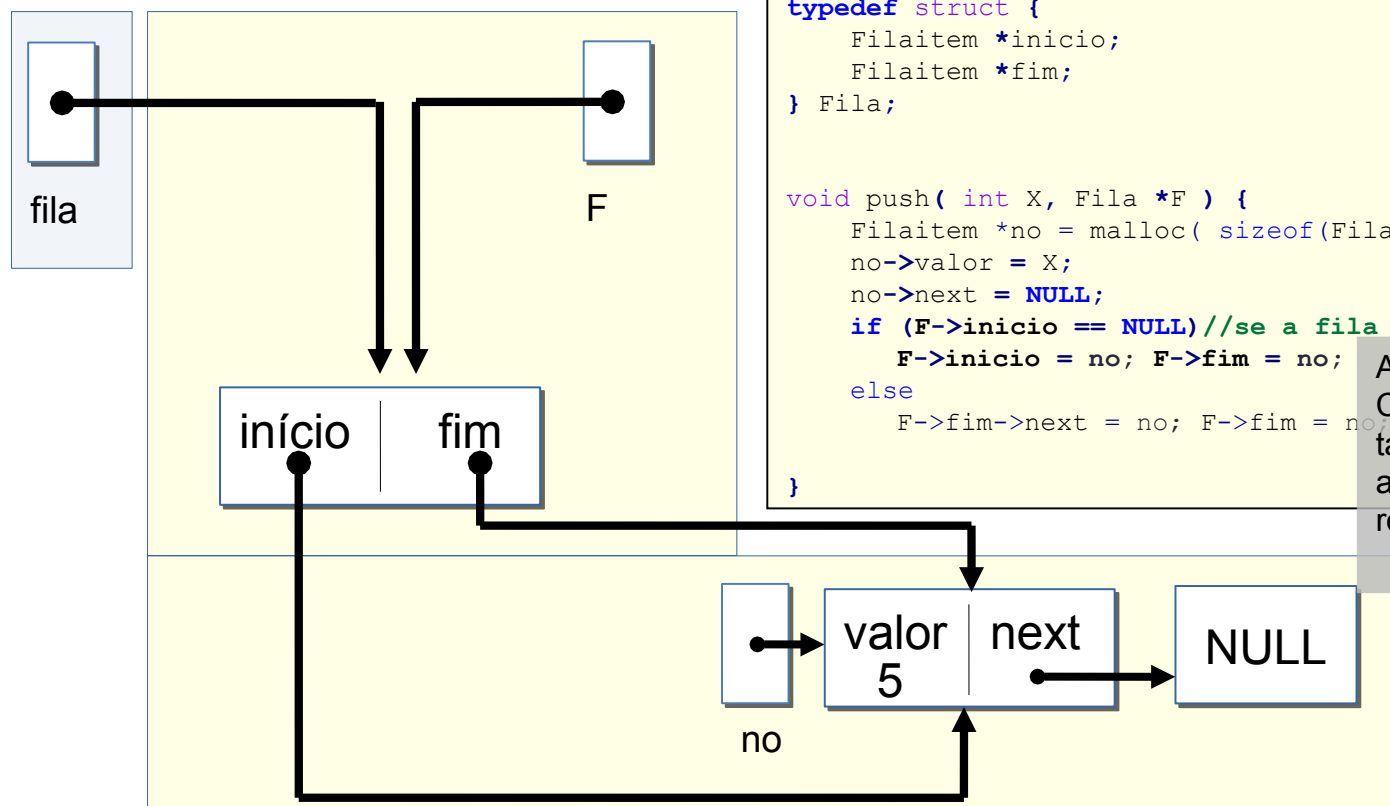 typedef struct {
Filaitem *inicio;
Filaitem *fim;
} Fila;
void push( int X, Fila *F ) {
Filaitem *no = malloc( sizeof(Fila
no->valor = X;
no->next = NULL;
if (F->inicio == NULL)//se a fila
F->inicio = no; F->fim = no;
else
F->fim->next = no; F->fim = no;
}
fila
F
início fim
valor next
5
NULL
no